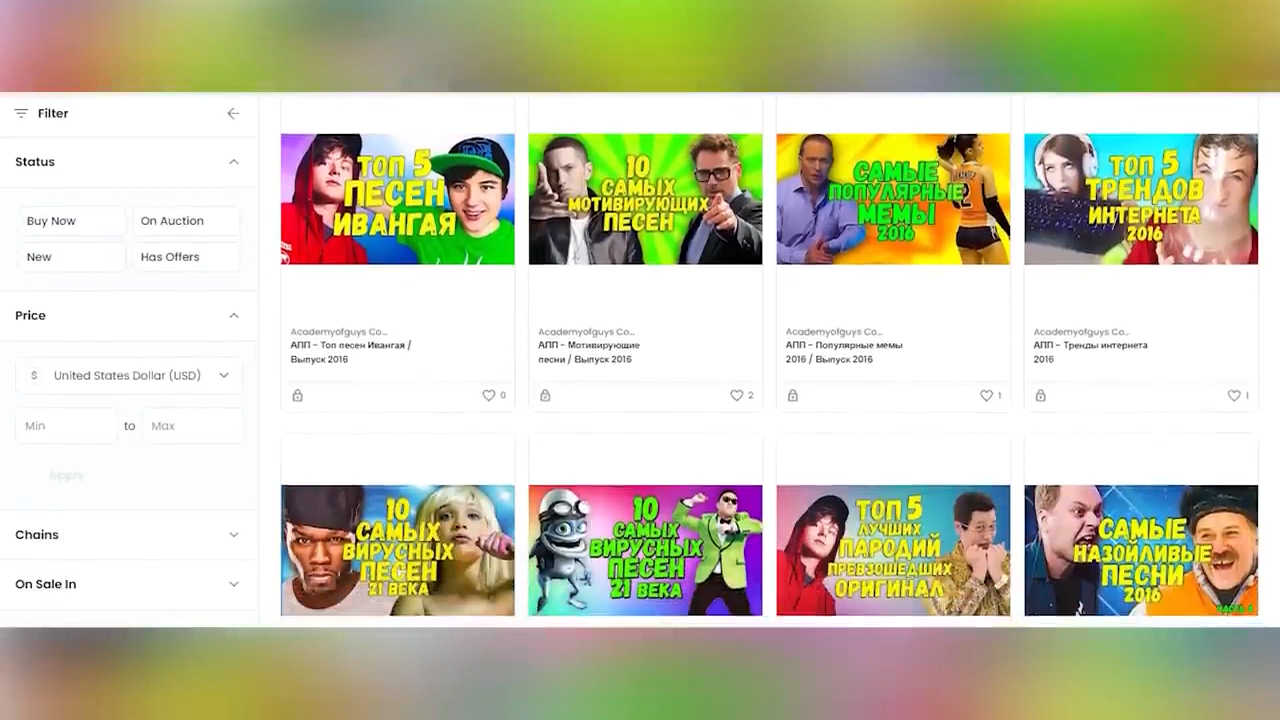 Filter
Status
Buy Now
On Auction
New
Has Offers
Price
$ United States Dollar (USD)
Min
to
Max
Apply
Chains
On Sale In
ТОП 5
ПЕСЕН
ИВАНГАЯ
Academyofguys Co...
АПП - Топ песен Ивангая /
Выпуск 2016
0
10
САМЫХ
МОТИВИРУЮЩИХ
ПЕСЕН
Academyofguys Co...
АПП - Мотивирующие
песни / Выпуск 2016
2
САМЫЕ
ПОПУЛЯРНЫЕ
МЕМЫ
2016
Academyofguys Co...
АПП - Популярные мемы
2016 / Выпуск 2016
1
ТОП 5
ТРЕНДОВ
ИНТЕРНЕТА
2016
Academyofguys Co...
АПП - Тренды интернета
2016
1
10
САМЫХ
ВИРУСНЫХ
ПЕСЕН
21 ВЕКА
10
САМЫХ
ВИРУСНЫХ
ПЕСЕН
21 ВЕКА
ТОП 5
ЛУЧШИХ
ПАРОДИЙ
ПРЕВЗОШЕДШИХ
ОРИГИНАЛ
САМЫЕ
НАЗОЙЛИВЫЕ
ПЕСНИ
2016